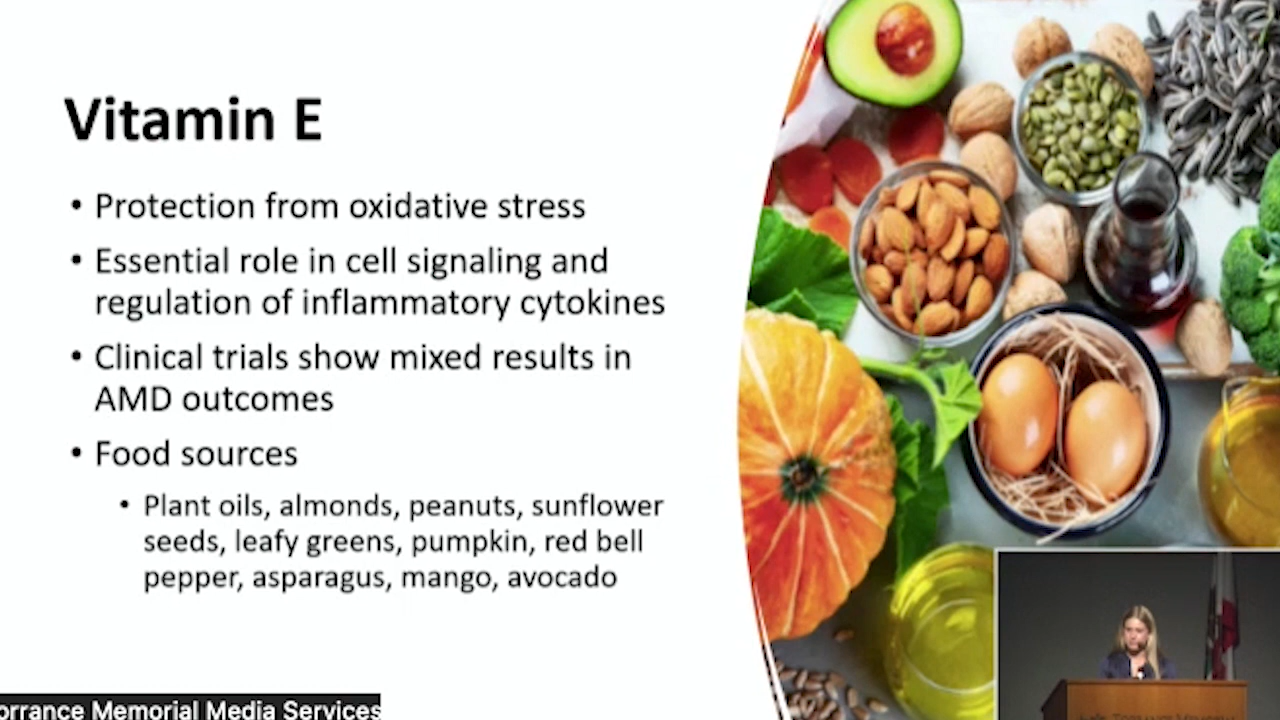 Vitamin E
• Protection from oxidative stress
• Essential role in cell signaling and
regulation of inflammatory cytokines
• Clinical trials show mixed results in
AMD outcomes
• Food sources
• Plant oils, almonds, peanuts, sunflower
seeds, leafy greens, pumpkin, red bell
pepper, asparagus, mango, avocado
orrance Memorial Media Services